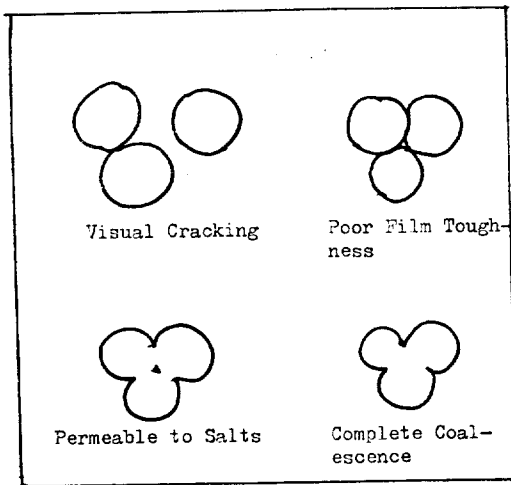 Visual Cracking
Poor Film Tough-
ness
Permeable to Salts
Complete Coal-
escence